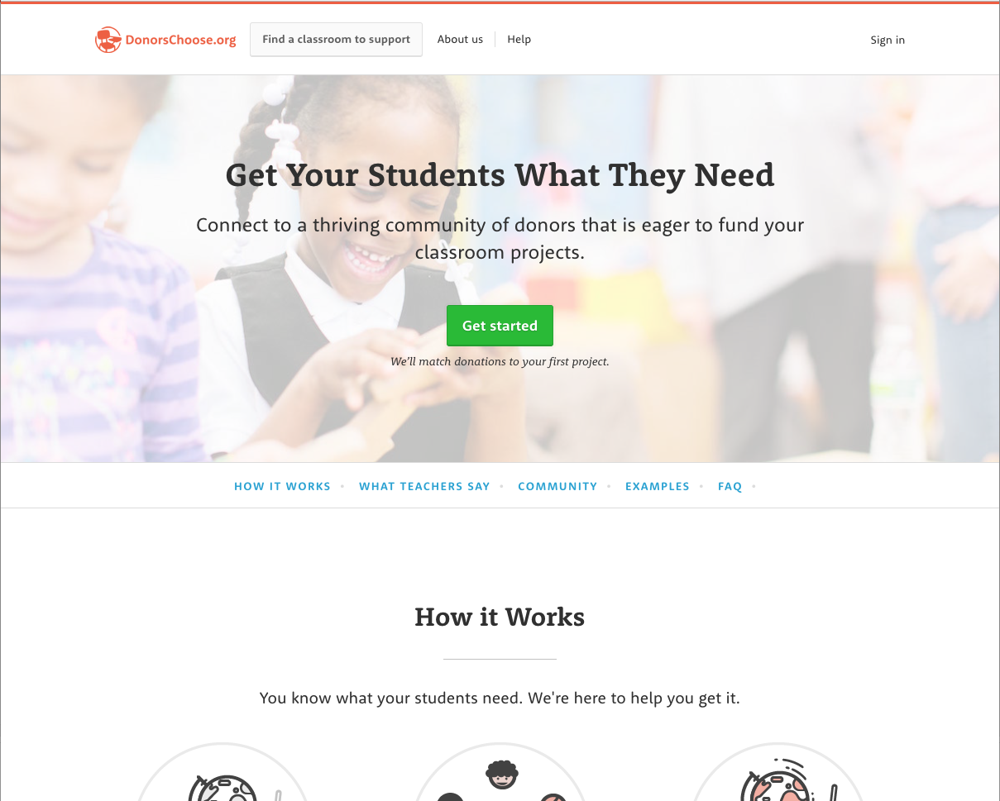 DonorsChoose.org
Find a classroom to support
About us
Help
Sign in
Get Your Students What They Need
Connect to a thriving community of donors that is eager to fund your
classroom projects.
Get started
We'll match donations to your first project.
HOW IT WORKS • WHAT TEACHERS SAY • COMMUNITY • EXAMPLES • FAQ •
How it Works
You know what your students need. We're here to help you get it.